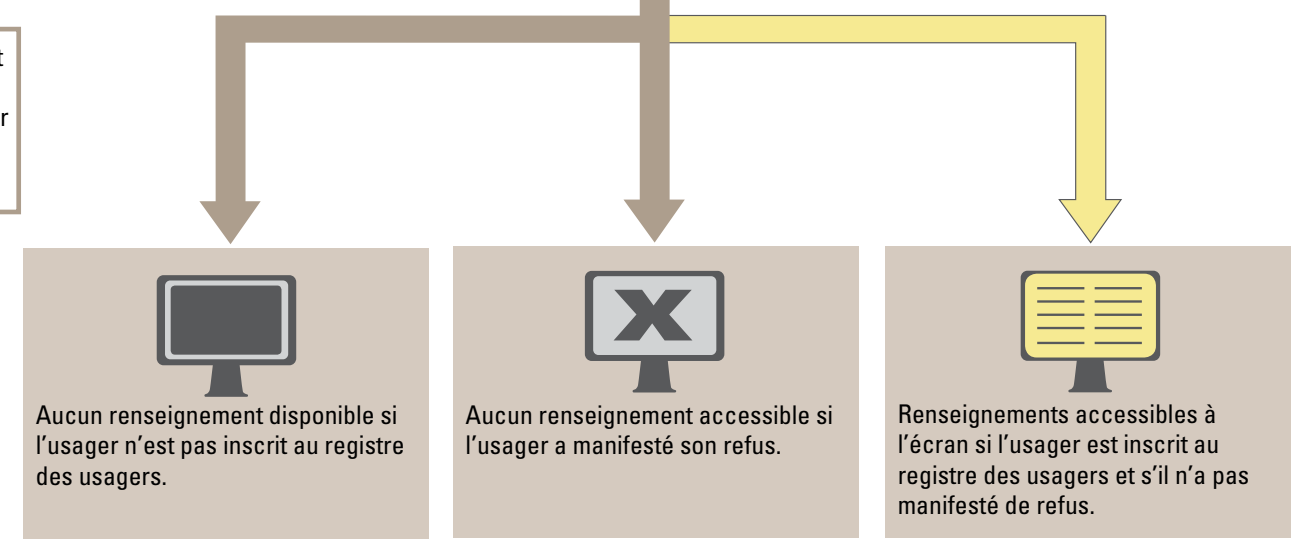 t
r
Aucun renseignement disponible si
l'usager n'est pas inscrit au registre
des usagers.
Aucun renseignement accessible si
l'usager a manifesté son refus.
Renseignements accessibles à
l'écran si l'usager est inscrit au
registre des usagers et s'il n'a pas
manifesté de refus.